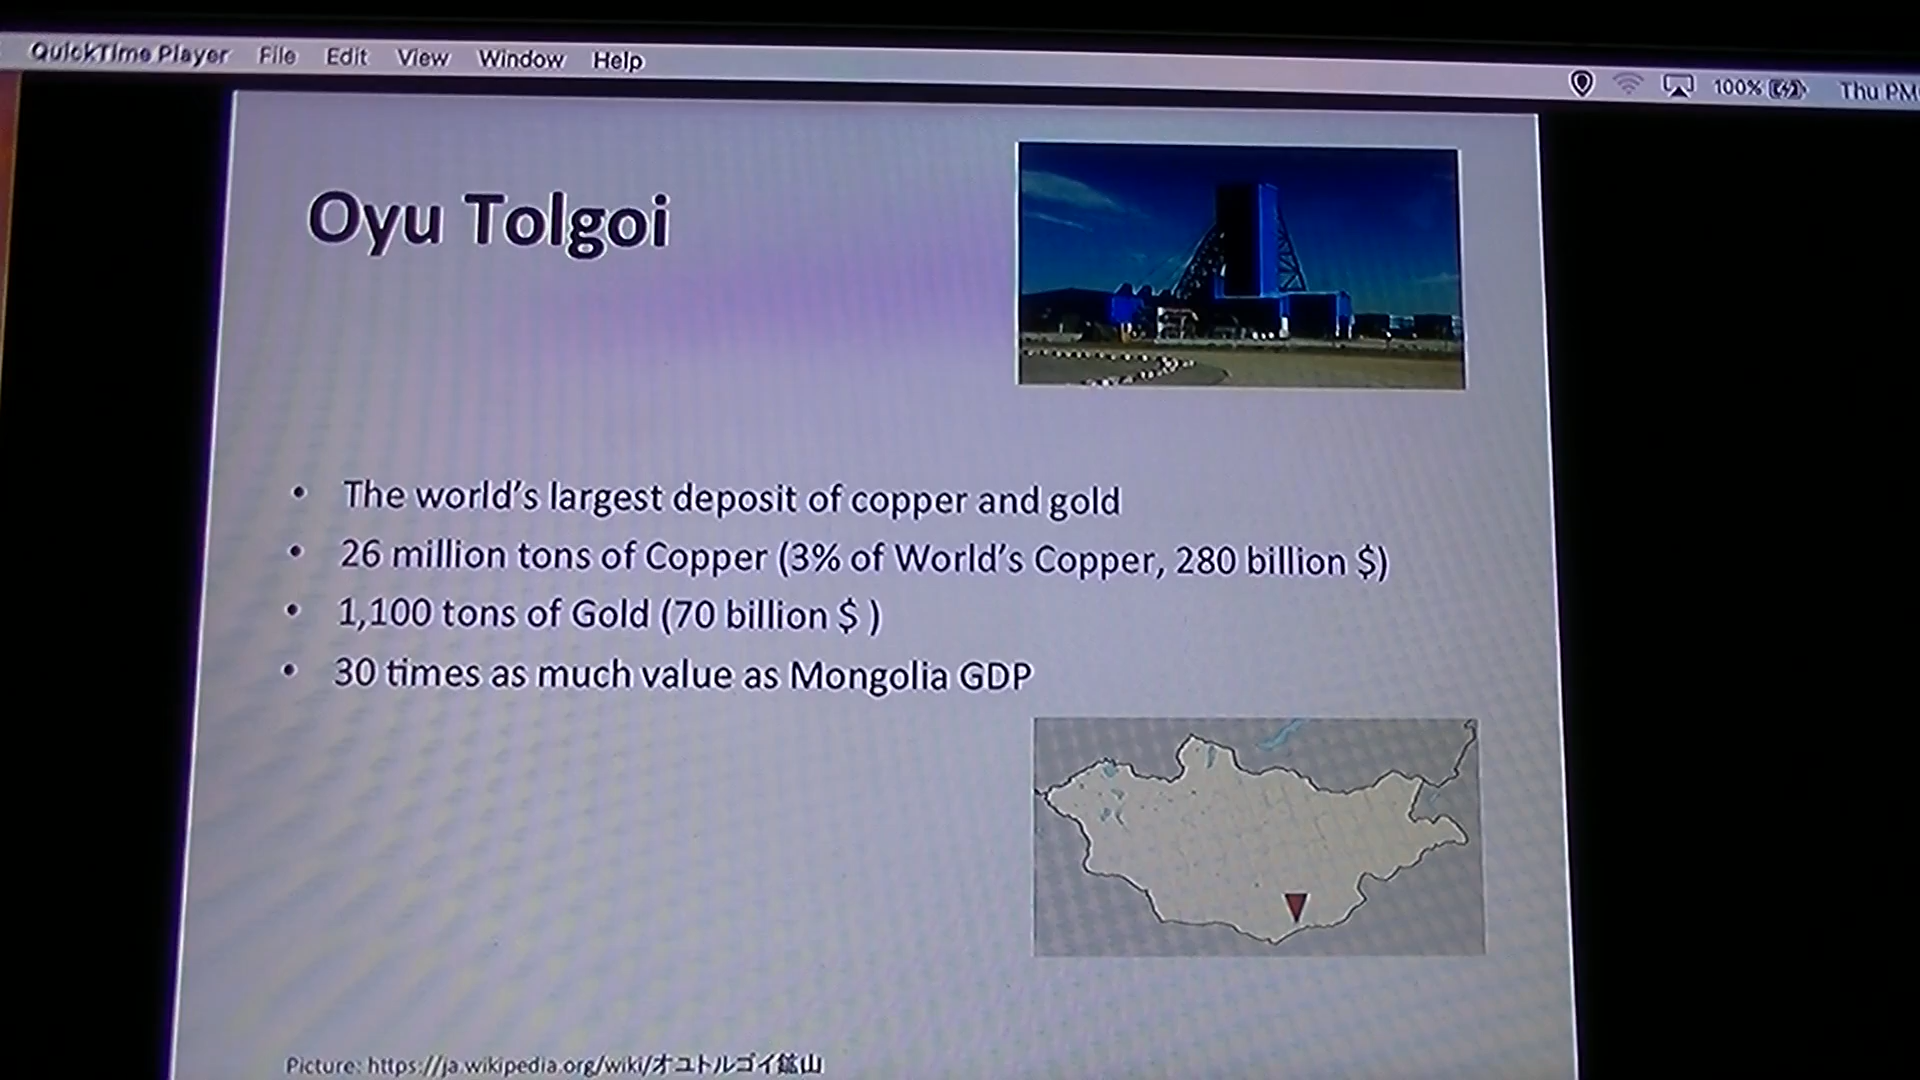 QuickTime Player File Edit View Window Help
100% Thu PM
Oyu Tolgoi
• The world's largest deposit of copper and gold
• 26 million tons of Copper (3% of World's Copper, 280 billion $)
• 1,100 tons of Gold (70 billion $ )
• 30 times as much value as Mongolia GDP
Picture: https://ja.wikipedia.org/wiki/オユトルゴイ鉱山